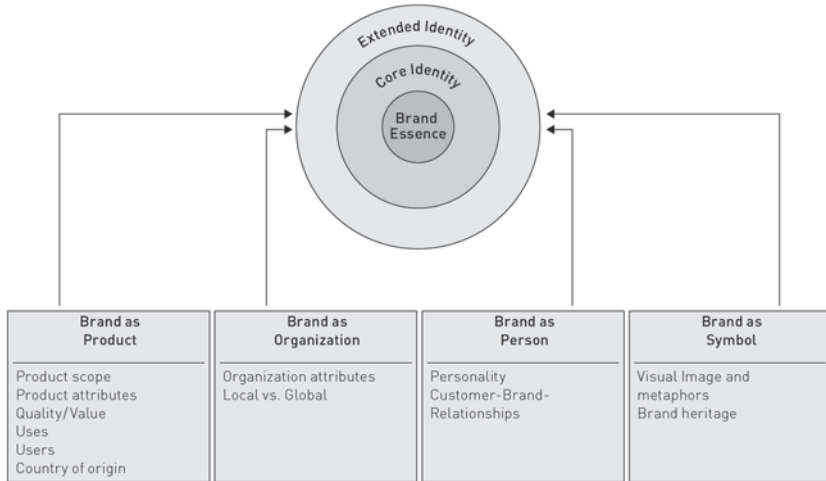 Extended Identity
Core Identity
Brand
Essence
Brand as
Product
Product scope
Product attributes
Quality/Value
Uses
Users
Country of origin
Brand as
Organization
Organization attributes
Local vs. Global
Brand as
Person
Personality
Customer-Brand-
Relationships
Brand as
Symbol
Visual Image and
metaphors
Brand heritage